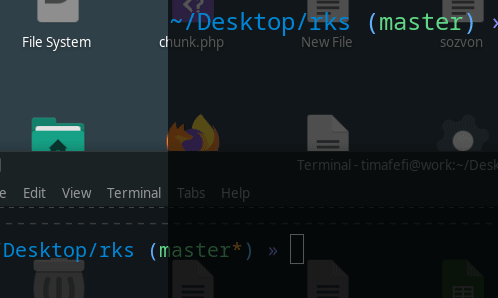 ~/Desktop/rks (master) »
File System
chunk.php
New File
sozvon
Terminal - timafefi@work:~/Desk
Edit View Terminal Tabs Help
Desktop/rks (master*) »